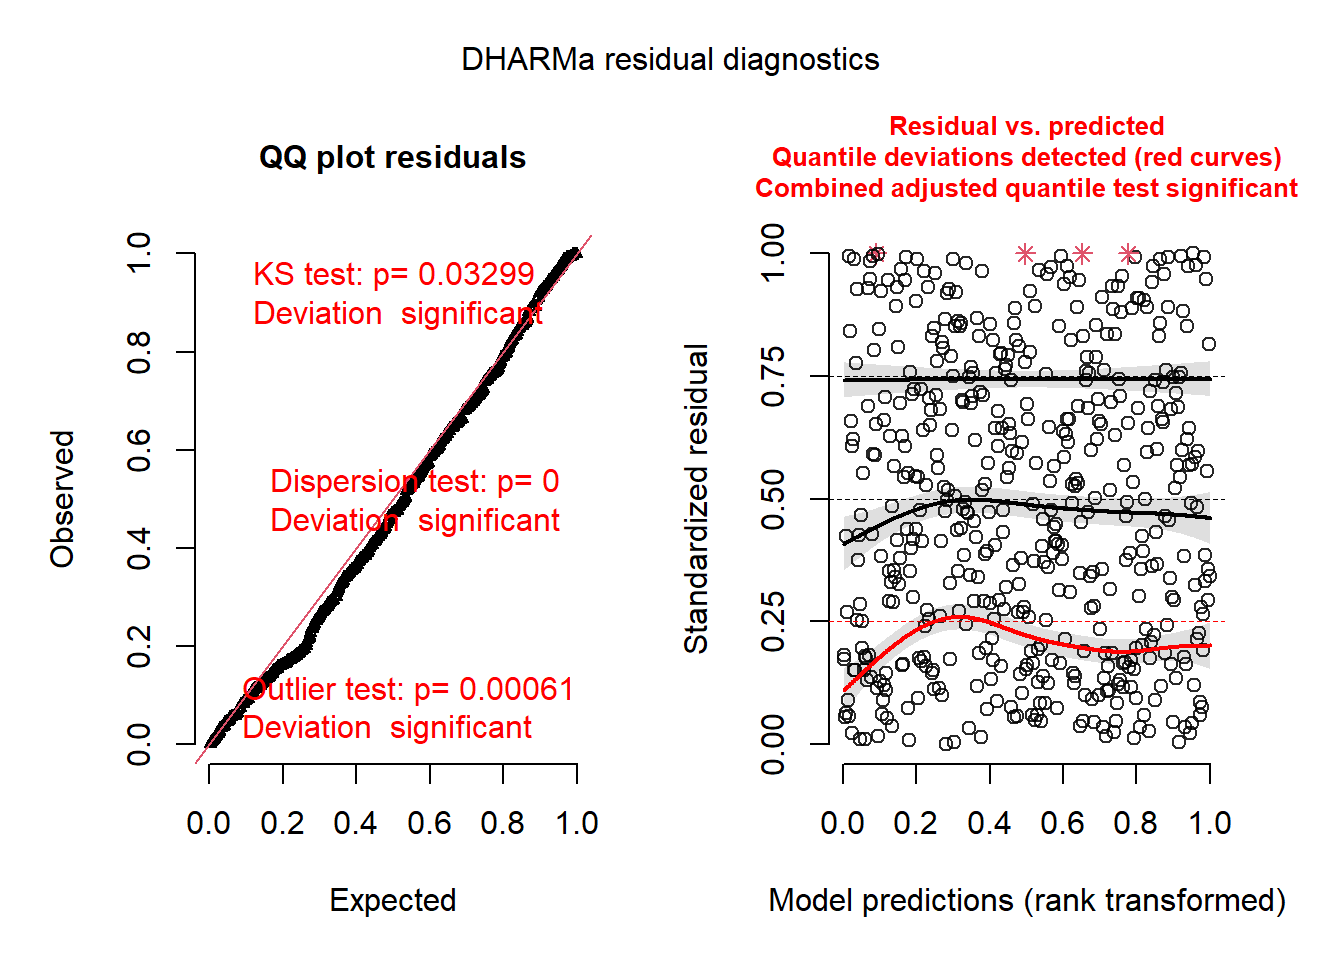 DHARMa residual diagnostics
QQ plot residuals
KS test: p= 0.03299
Deviation  significant
Dispersion test: p= 0
Deviation  significant
Outlier test: p= 0.00061
Deviation  significant
Observed
0.0 0.2 0.4 0.6 0.8 1.0
0.0 0.2 0.4 0.6 0.8 1.0
Expected
Residual vs. predicted
Quantile deviations detected (red curves)
Combined adjusted quantile test significant
Standardized residual
0.00 0.25 0.50 0.75 1.00
0.0 0.2 0.4 0.6 0.8 1.0
Model predictions (rank transformed)